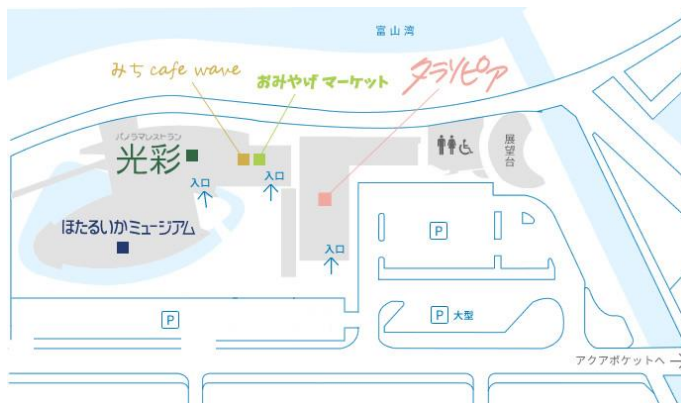 富山湾
みち cafe wave
おみやげ マーケット
タラソピア
パノラマレストラン
光彩
展望台
入口
入口
ほたるいかミュージアム
P
入口
P
P 大型
アクアポケットへ →